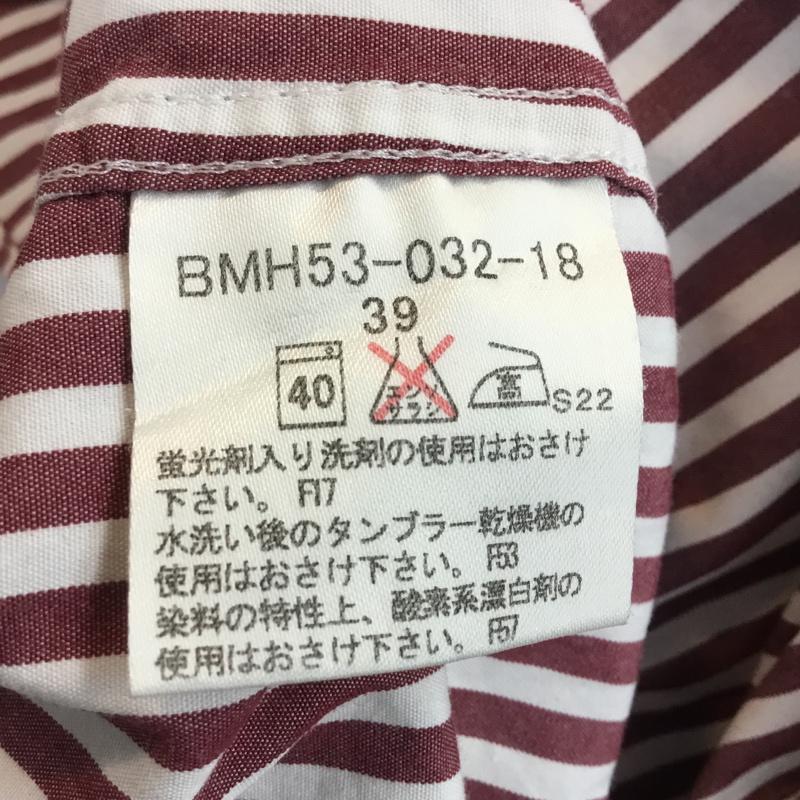 BMH53-032-18
39
40 エンソサラシ 高 S22
蛍光剤入り洗剤の使用はおさけ
下さい。 F17
水洗い後のタンブラー乾燥機の
使用はおさけ下さい。 F53
染料の特性上、酸素系漂白剤の
使用はおさけ下さい。 F57